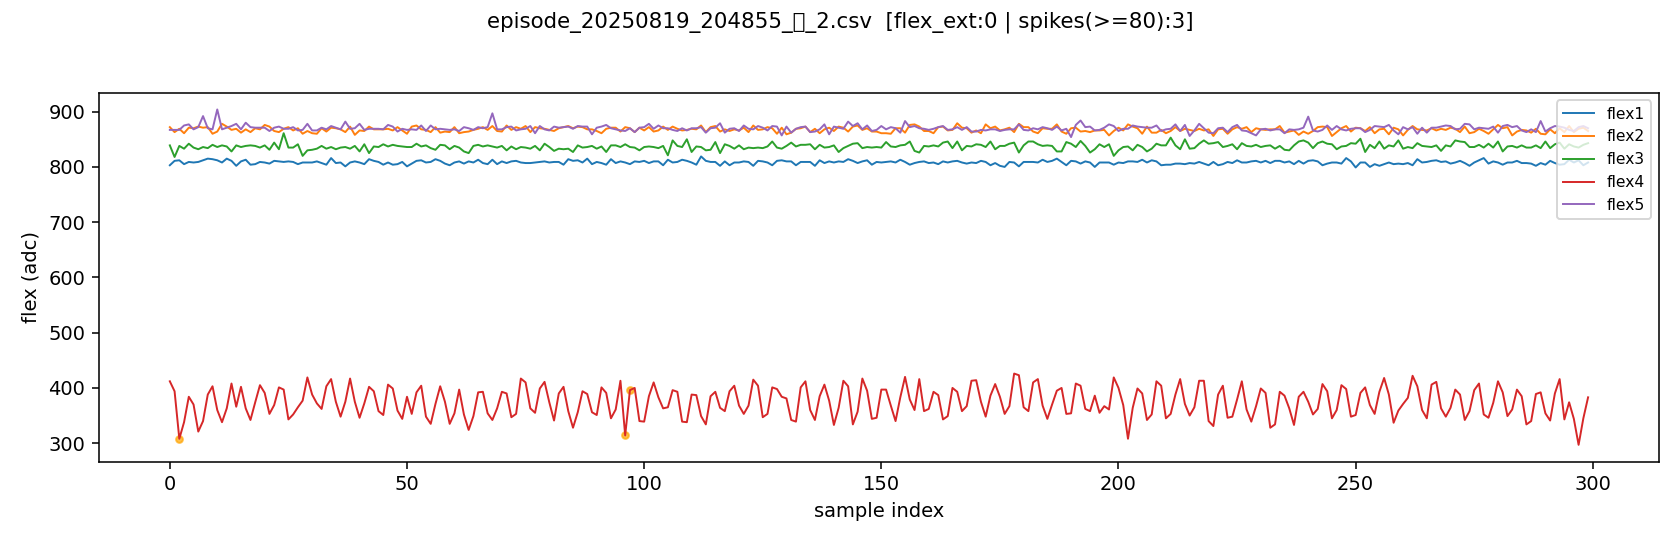 episode_20250819_204855_▯_2.csv  [flex_ext:0 | spikes(>=80):3]
900
800
700
600
500
400
300
flex (adc)
0
50
100
150
200
250
300
sample index
flex1
flex2
flex3
flex4
flex5